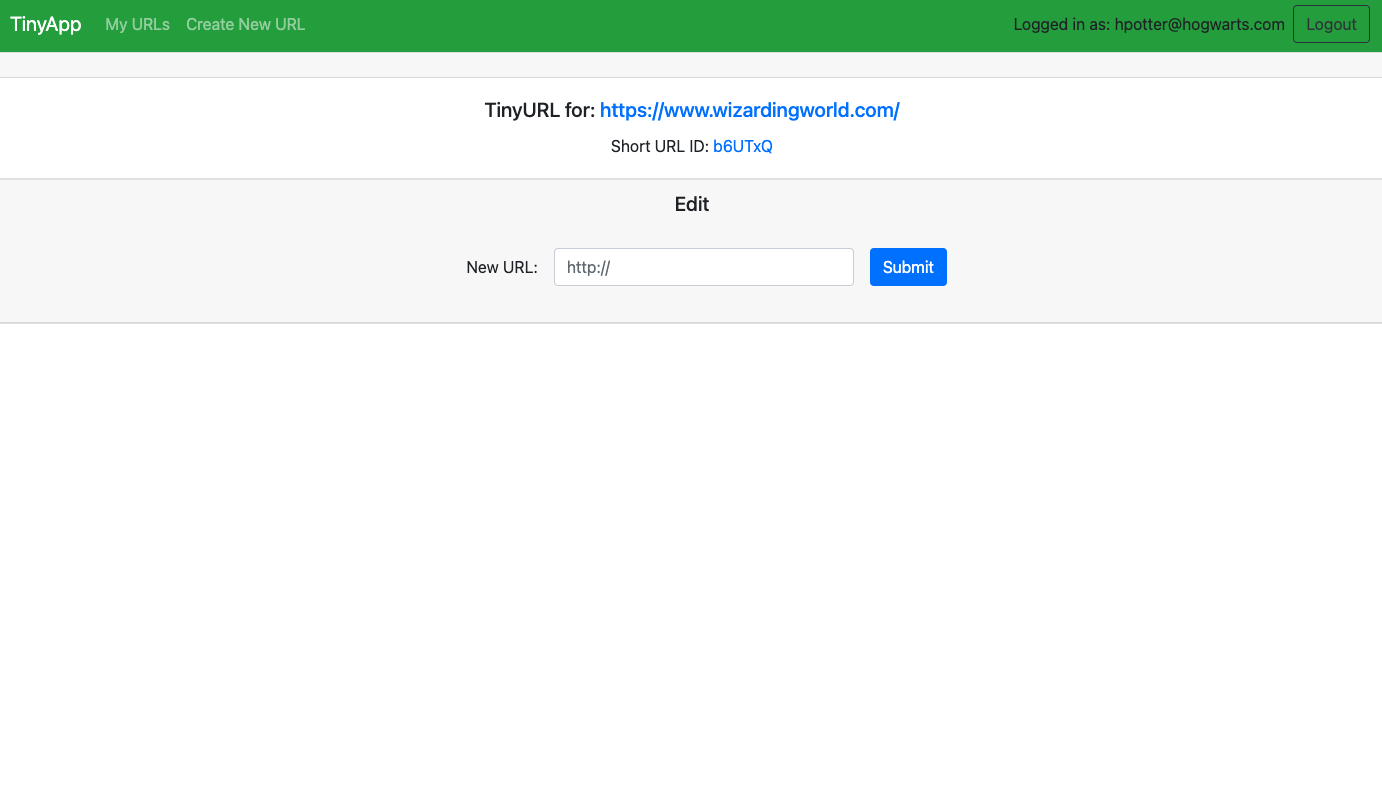 TinyApp My URLs Create New URL Logged in as: hpotter@hogwarts.com Logout
TinyURL for: https://www.wizardingworld.com/
Short URL ID: b6UTxQ
Edit
New URL: http:// Submit